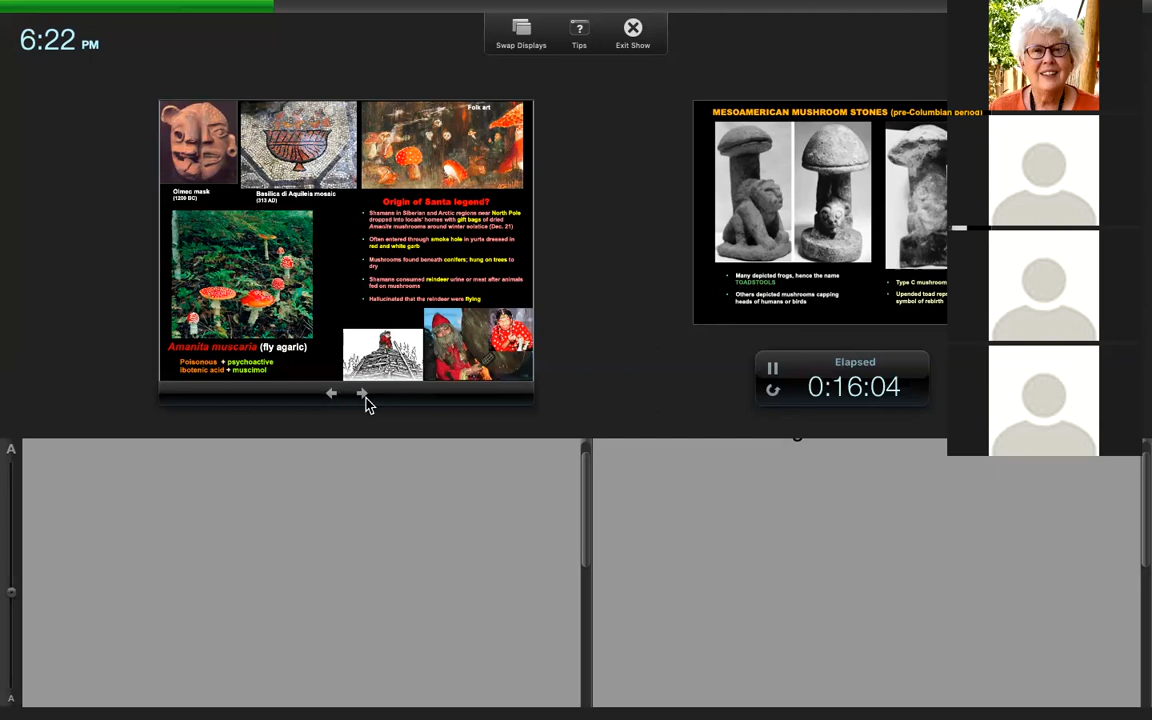 6:22 PM
Swap Displays
Tips
Exit Show
Folk art
Olmec mask
(1200 BC)
Basilica di Aquileia mosaic
(313 AD)
Origin of Santa legend?
• Shamans in Siberian and Arctic regions near North Pole
dropped into locals' homes with gift bags of dried
Amanita mushrooms around winter solstice (Dec. 21)
• Often entered through smoke hole in yurts dressed in
red and white garb
• Mushrooms found beneath conifers; hung on trees to
dry
• Shamans consumed reindeer urine or meat after animals
fed on mushrooms
• Hallucinated that the reindeer were flying
Amanita muscaria (fly agaric)
Poisonous + psychoactive
ibotenic acid + muscimol
17
MESOAMERICAN MUSHROOM STONES (pre-Columbian period)
• Many depicted frogs, hence the name
TOADSTOOLS
• Others depicted mushrooms capping
heads of humans or birds
• Type C mushroom
• Upended toad repr
symbol of rebirth
Elapsed
0:16:04
A
A